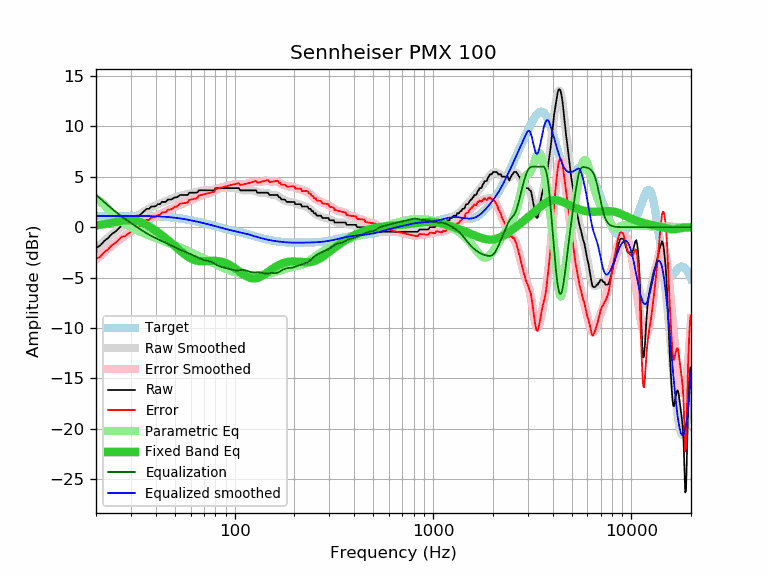 Sennheiser PMX 100
15
10
5
0
−5
−10
−15
−20
−25
Amplitude (dBr)
Target
Raw Smoothed
Error Smoothed
Raw
Error
Parametric Eq
Fixed Band Eq
Equalization
Equalized smoothed
100
1000
10000
Frequency (Hz)